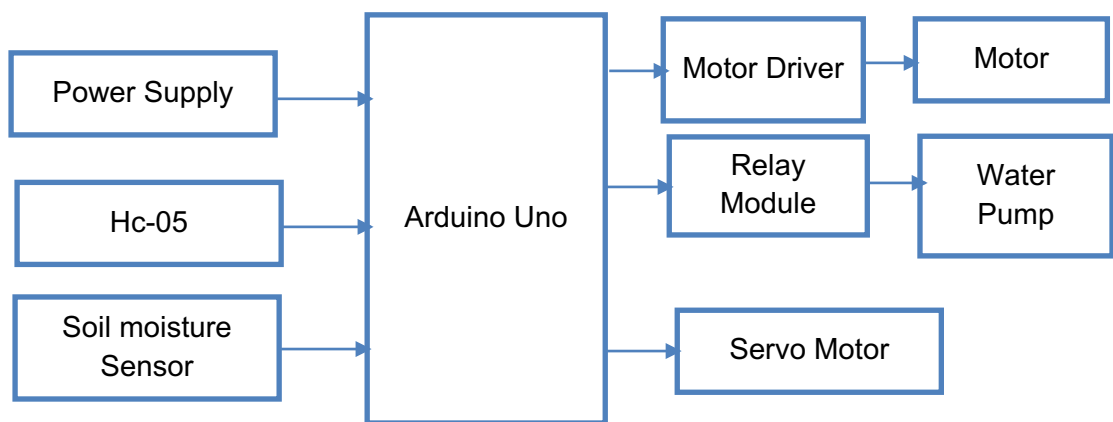 Power Supply
Hc-05
Soil moisture
Sensor
Arduino Uno
Motor Driver
Motor
Relay
Module
Water
Pump
Servo Motor